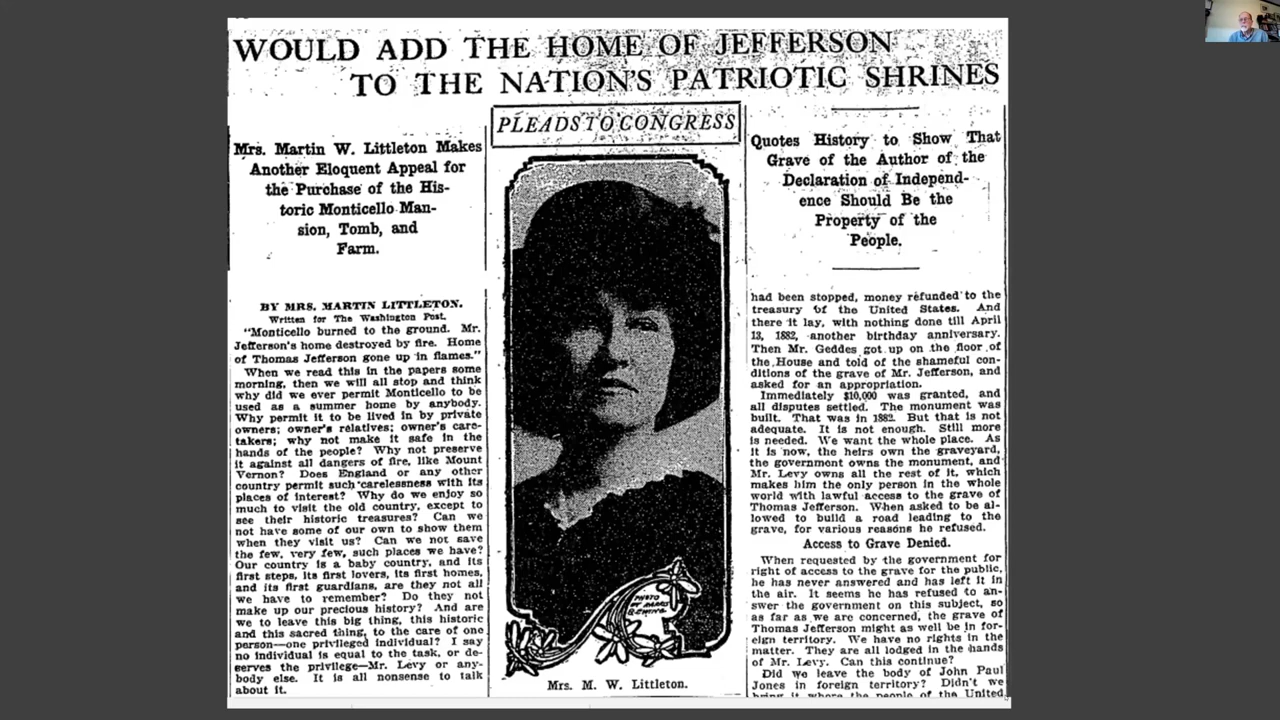 WOULD ADD THE HOME OF JEFFERSON
TO THE NATION'S PATRIOTIC SHRINES
Mrs. Martin W. Littleton Makes
Another Eloquent Appeal for
the Purchase of the His-
toric Monticello Man-
sion, Tomb, and
Farm.
BY MRS. MARTIN LITTLETON.
Written for The Washington Post.
"Monticello burned to the ground. Mr.
Jefferson's home destroyed by fire. Home
of Thomas Jefferson gone up in flames."
When we read this in the papers some
morning, then we will all stop and think
why did we ever permit Monticello to be
used as a summer home by anybody.
Why permit it to be lived in by private
owners; owner's relatives; owner's care-
takers; why not make it safe in the
hands of the people? Why not preserve
it against all dangers of fire, like Mount
Vernon? Does England or any other
country permit such carelessness with its
places of interest? Why do we enjoy so
much to visit the old country, except to
see their historic treasures? Can we
not have some of our own to show them
when they visit us? Can we not save
the few, very few, such places we have?
Our country is a baby country, and its
first steps, its first lovers, its first homes,
and its first guardians, are they not all
we have to remember? Do they not
make up our precious history? And are
we to leave this big thing, this historic
and this sacred thing, to the care of one
person—one privileged individual? I say
no individual is equal to the task, or de-
serves the privilege—Mr. Levy or any-
body else. It is all nonsense to talk
about it.
PLEADS TO CONGRESS
PHOTO
Mrs. M. W. Littleton.
Quotes History to Show That
Grave of the Author of the
Declaration of Independ-
ence Should Be the
Property of the
People.
had been stopped, money refunded to the
treasury of the United States. And
there it lay, with nothing done till April
13, 1882, another birthday anniversary.
Then Mr. Geddes got up on the floor of
the House and told of the shameful con-
ditions of the grave of Mr. Jefferson, and
asked for an appropriation.
Immediately $10,000 was granted, and
all disputes settled. The monument was
built. That was in 1882. But that is not
adequate. It is not enough. Still more
is needed. We want the whole place. As
it is now, the heirs own the graveyard,
the government owns the monument, and
Mr. Levy owns all the rest of it, which
makes him the only person in the whole
world with lawful access to the grave of
Thomas Jefferson. When asked to be al-
lowed to build a road leading to the
grave, for various reasons he refused.
Access to Grave Denied.
When requested by the government for
right of access to the grave for the public,
he has never answered and has left it in
the air. It seems he has refused to an-
swer the government on this subject, so
as far as we are concerned, the grave of
Thomas Jefferson might as well be in for-
eign territory. We have no rights in the
matter. They are all lodged in the hands
of Mr. Levy. Can this continue?
Did we leave the body of John Paul
Jones in foreign territory? Didn't we
bring it where the people of the United